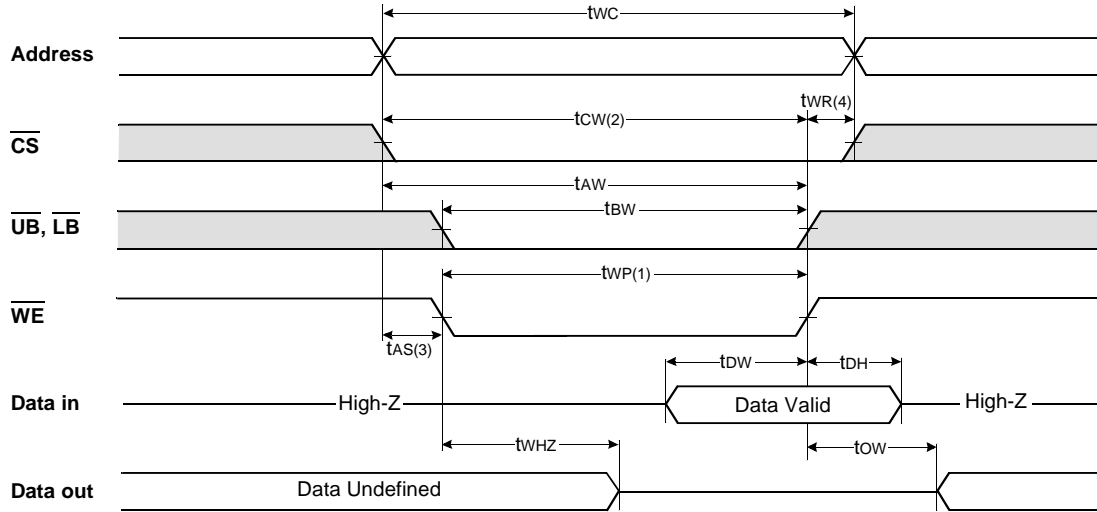 tWC
Address
tWR(4)
tCW(2)
CS
tAW
tBW
UB, LB
tWP(1)
WE
tAS(3)
tDW
tDH
Data in
High-Z
Data Valid
High-Z
tWHZ
tOW
Data out
Data Undefined